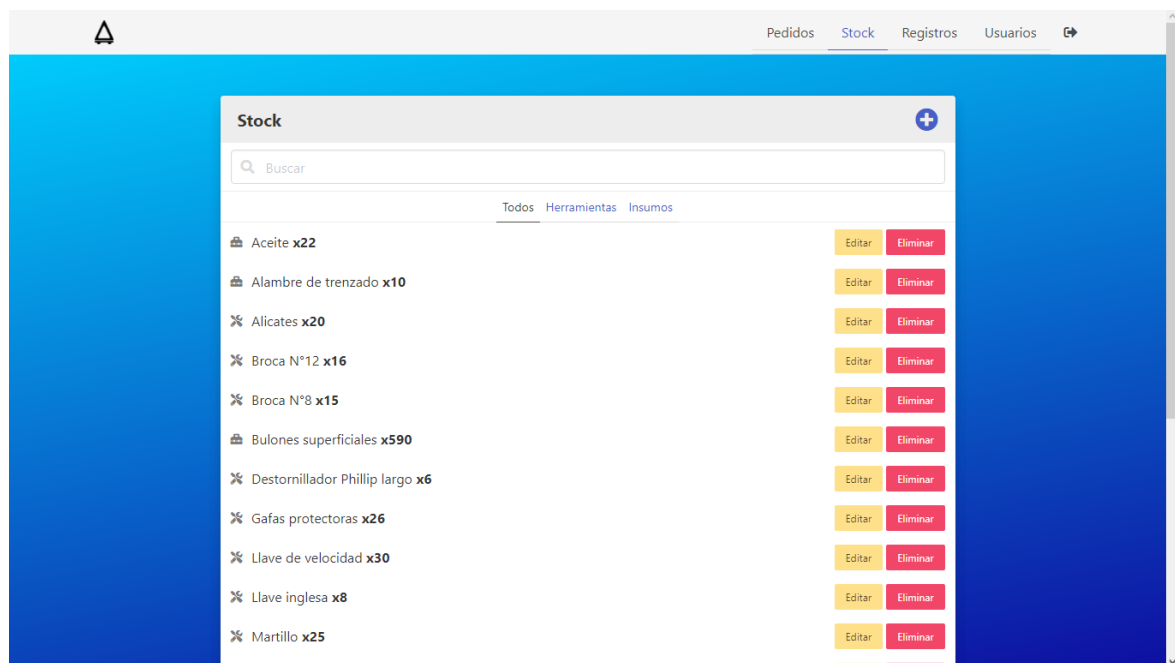 Pedidos Stock Registros Usuarios
Stock
Buscar
Todos Herramientas Insumos
Aceite x22 Editar Eliminar
Alambre de trenzado x10 Editar Eliminar
Alicates x20 Editar Eliminar
Broca N°12 x16 Editar Eliminar
Broca N°8 x15 Editar Eliminar
Bulones superficiales x590 Editar Eliminar
Destornillador Phillip largo x6 Editar Eliminar
Gafas protectoras x26 Editar Eliminar
Llave de velocidad x30 Editar Eliminar
Llave inglesa x8 Editar Eliminar
Martillo x25 Editar Eliminar